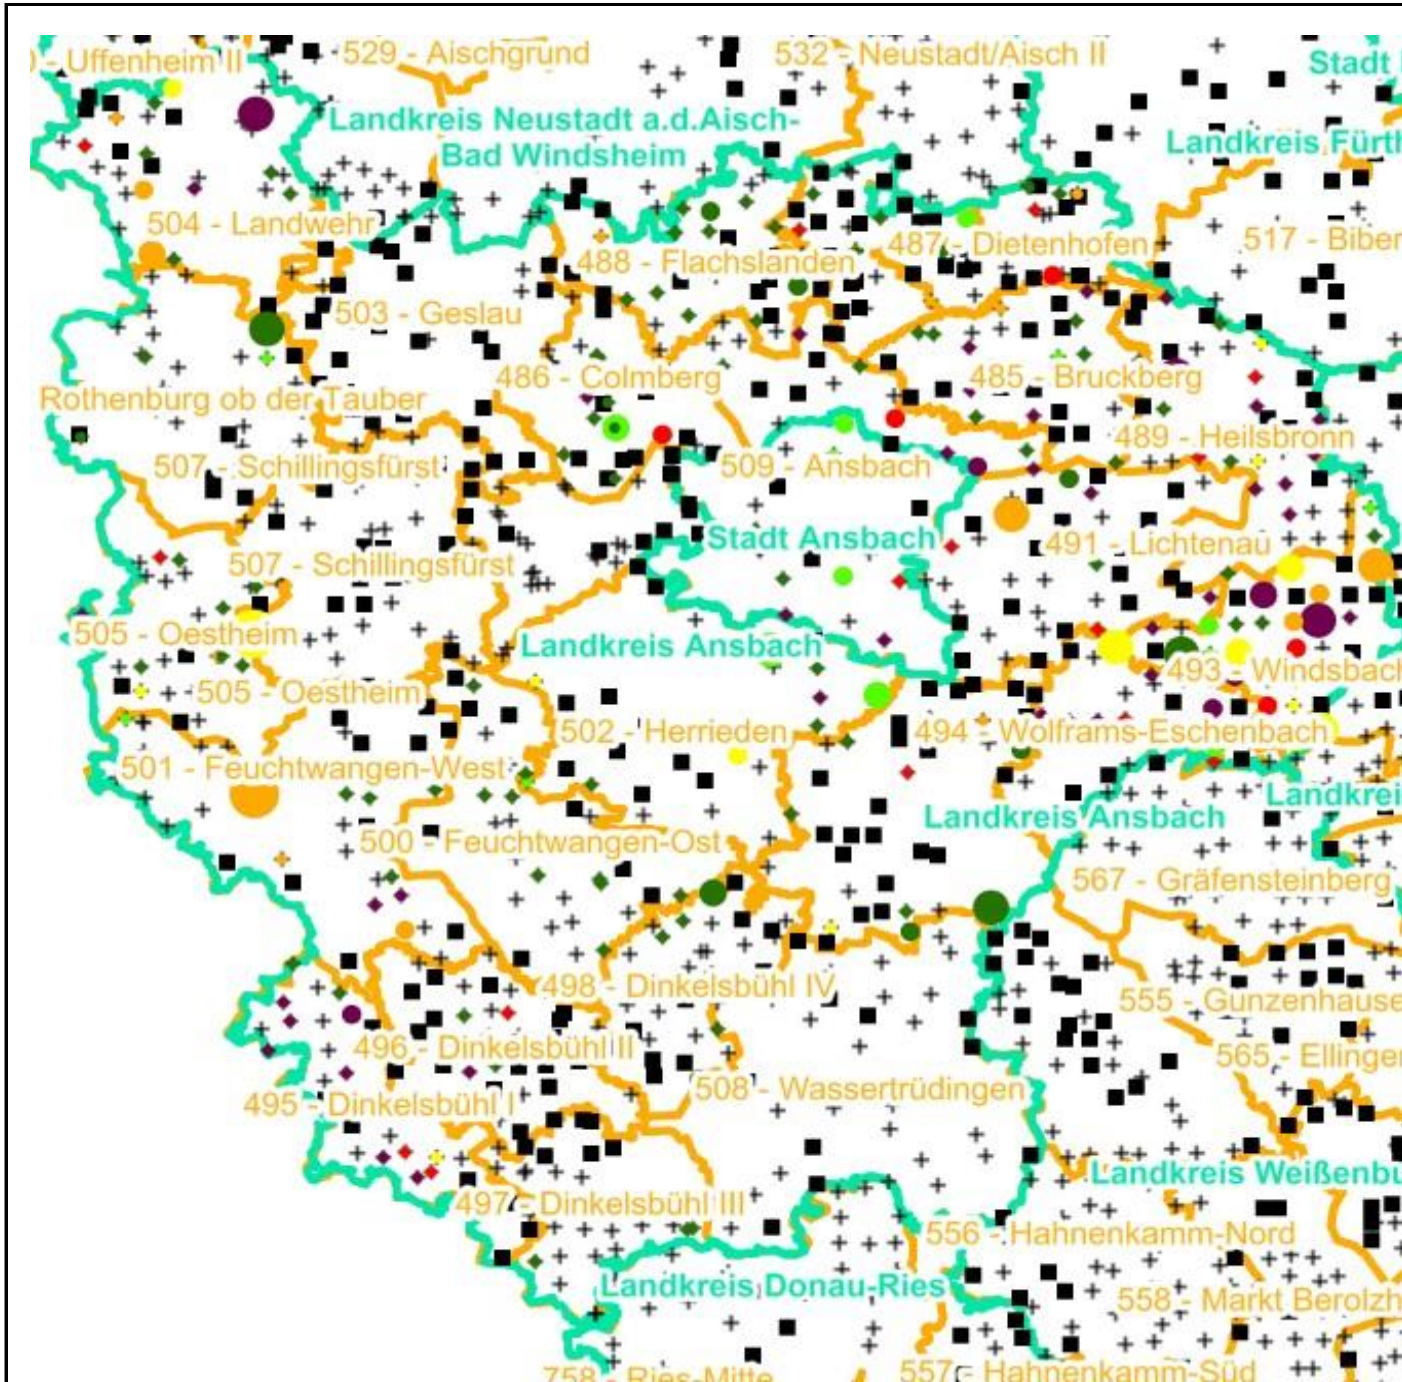 529 - Aischgrund
532 - Neustadt/Aisch II
- Uffenheim II
Stadt
Landkreis Neustadt a.d.Aisch-
Bad Windsheim
Landkreis Fürth
504 - Landwehr
487 - Dietenhofen
517 - Biber
488 - Flachslanden
503 - Geslau
486 - Colmberg
485 - Bruckberg
Rothenburg ob der Tauber
489 - Heilsbronn
507 - Schillingsfürst
509 - Ansbach
Stadt Ansbach
491 - Lichtenau
507 - Schilllingsfürst
505 - Oestheim
Landkreis Ansbach
493 - Windsbach
505 - Oestheim
502 - Herrieden
494 - Wolframs-Eschenbach
501 - Feuchtwangen-West
Landkrei
Landkreis Ansbach
500 - Feuchtwangen-Ost
567 - Gräfensteinberg
498 - Dinkelsbühl IV
555 - Gunzenhause
496 - Dinkelsbühl II
565 - Ellinger
508 - Wassertrüdingen
495 - Dinkelsbühl I
Landkreis Weißenbu
497 - Dinkelsbühl III
556 - Hahnenkamm-Nord
Landkreis Donau-Ries
558 - Markt Berolzh
758 - Ries-Mitte
557 - Hahnenkamm-Süd